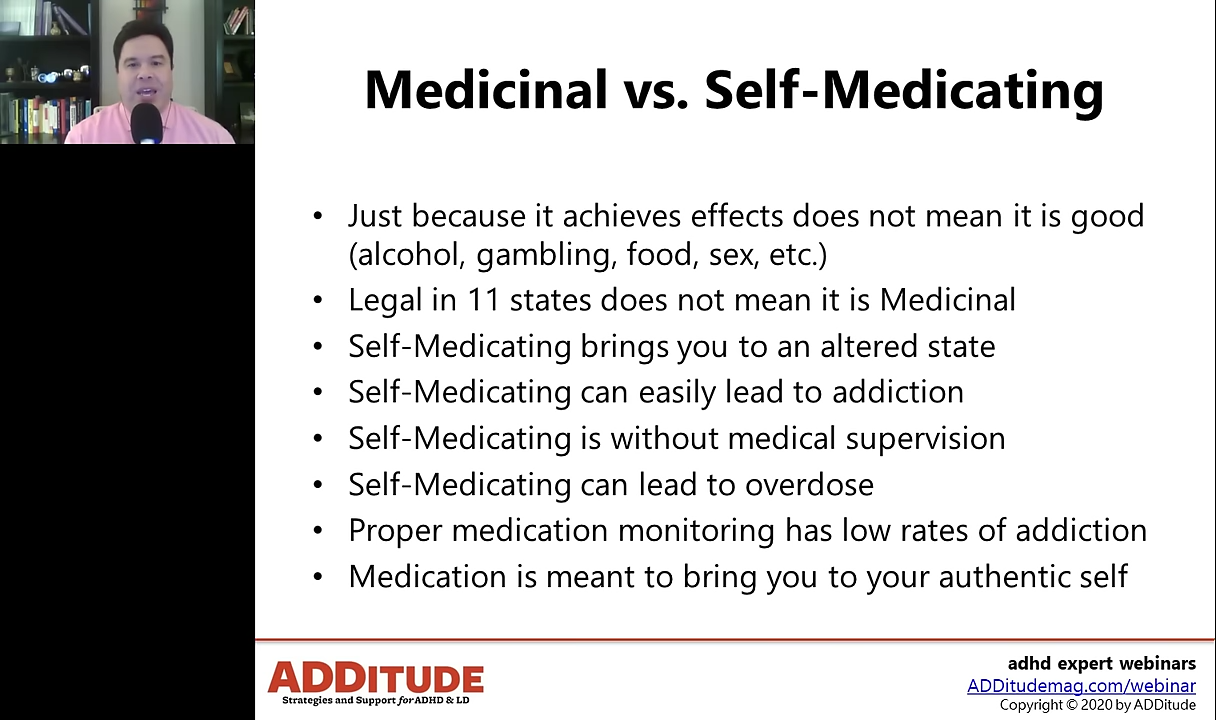 Medicinal vs. Self-Medicating
• Just because it achieves effects does not mean it is good
(alcohol, gambling, food, sex, etc.)
• Legal in 11 states does not mean it is Medicinal
• Self-Medicating brings you to an altered state
• Self-Medicating can easily lead to addiction
• Self-Medicating is without medical supervision
• Self-Medicating can lead to overdose
• Proper medication monitoring has low rates of addiction
• Medication is meant to bring you to your authentic self
ADDITUDE
Strategies and Support for ADHD & LD
adhd expert webinars
ADDitudemag.com/webinar
Copyright © 2020 by ADDitude